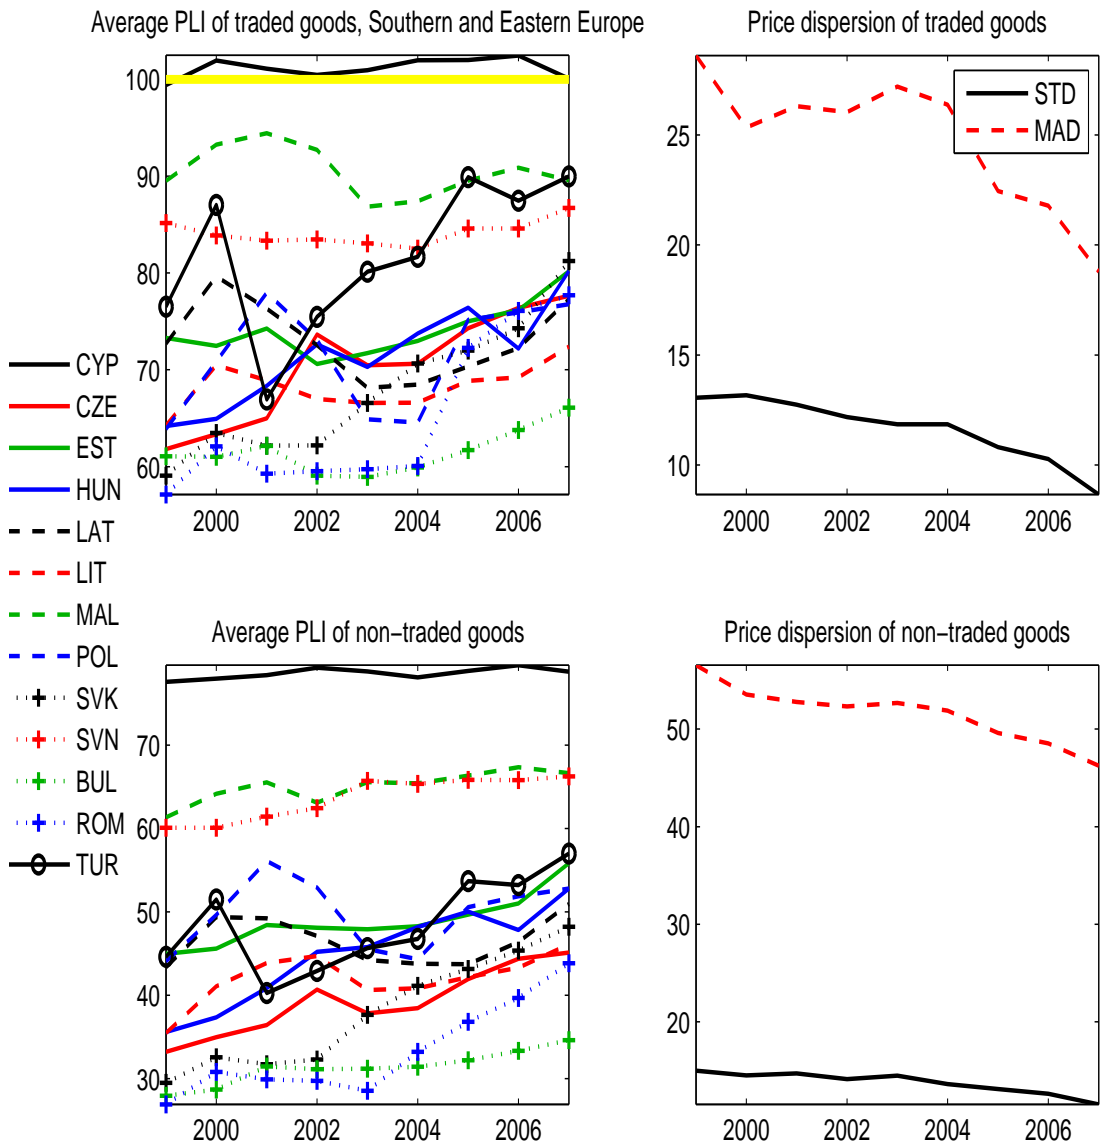 Average PLI of traded goods, Southern and Eastern Europe
100
90
80
70
60
2000 2002 2004 2006
Price dispersion of traded goods
STD
MAD
25
20
15
10
2000 2002 2004 2006
CYP
CZE
EST
HUN
LAT
LIT
MAL
POL
SVK
SVN
BUL
ROM
TUR
Average PLI of non-traded goods
70
60
50
40
30
2000 2002 2004 2006
Price dispersion of non-traded goods
50
40
30
20
2000 2002 2004 2006